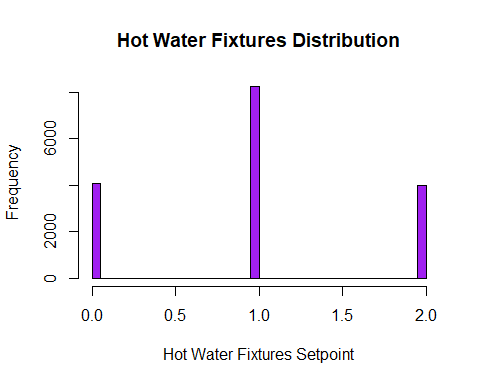 Hot Water Fixtures Distribution
Frequency
6000
2000
0
0.0 0.5 1.0 1.5 2.0
Hot Water Fixtures Setpoint